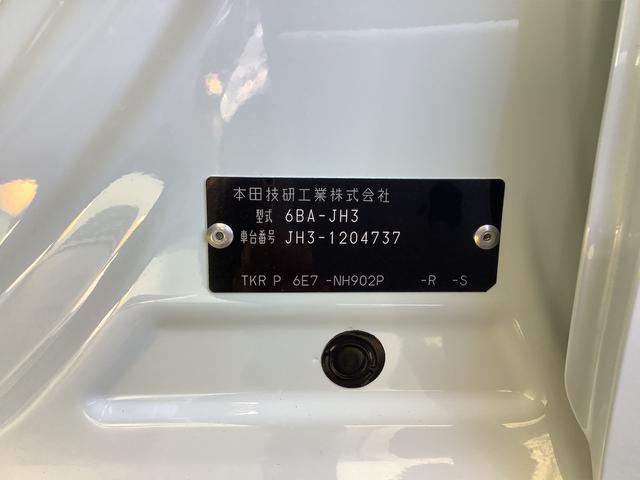 本田技研工業株式会社
型式 6BA-JH3
車台番号 JH3-1204737
TKR P 6E7 -NH902P -R -S